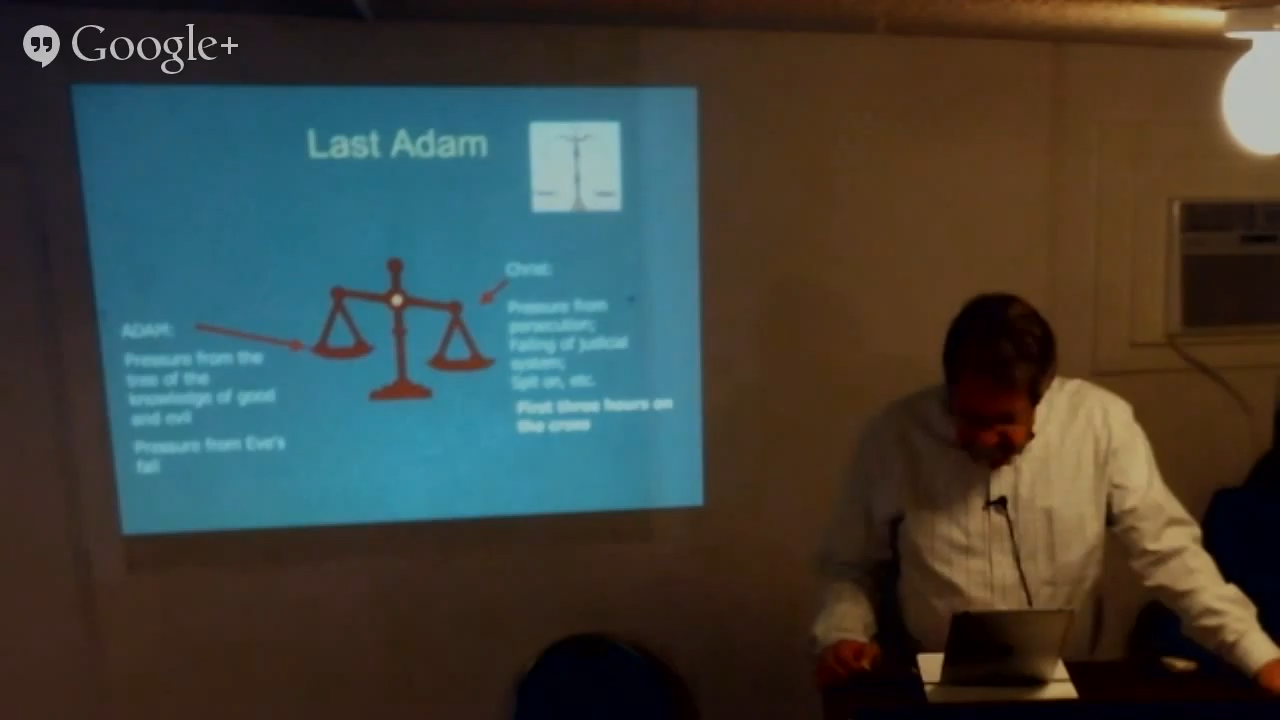 Google+
Last Adam
Christ:
Pressure from
persecution;
Failing of judicial
system;
Spit on, etc.
First three hours on
the cross
ADAM:
Pressure from the
tree of the
knowledge of good
and evil
Pressure from Eve's
fall